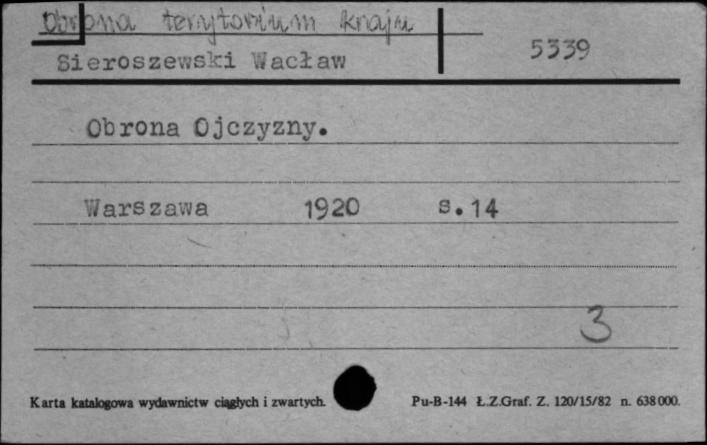 Obrona terytorium kraju
Sieroszewski Wacław 5339
Obrona Ojczyzny.
Warszawa 1920 s.14
3
Karta katalogowa wydawnictw ciągłych i zwartych. Pu-B-144 Ł.Z.Graf. Z. 120/15/82 n. 638000.